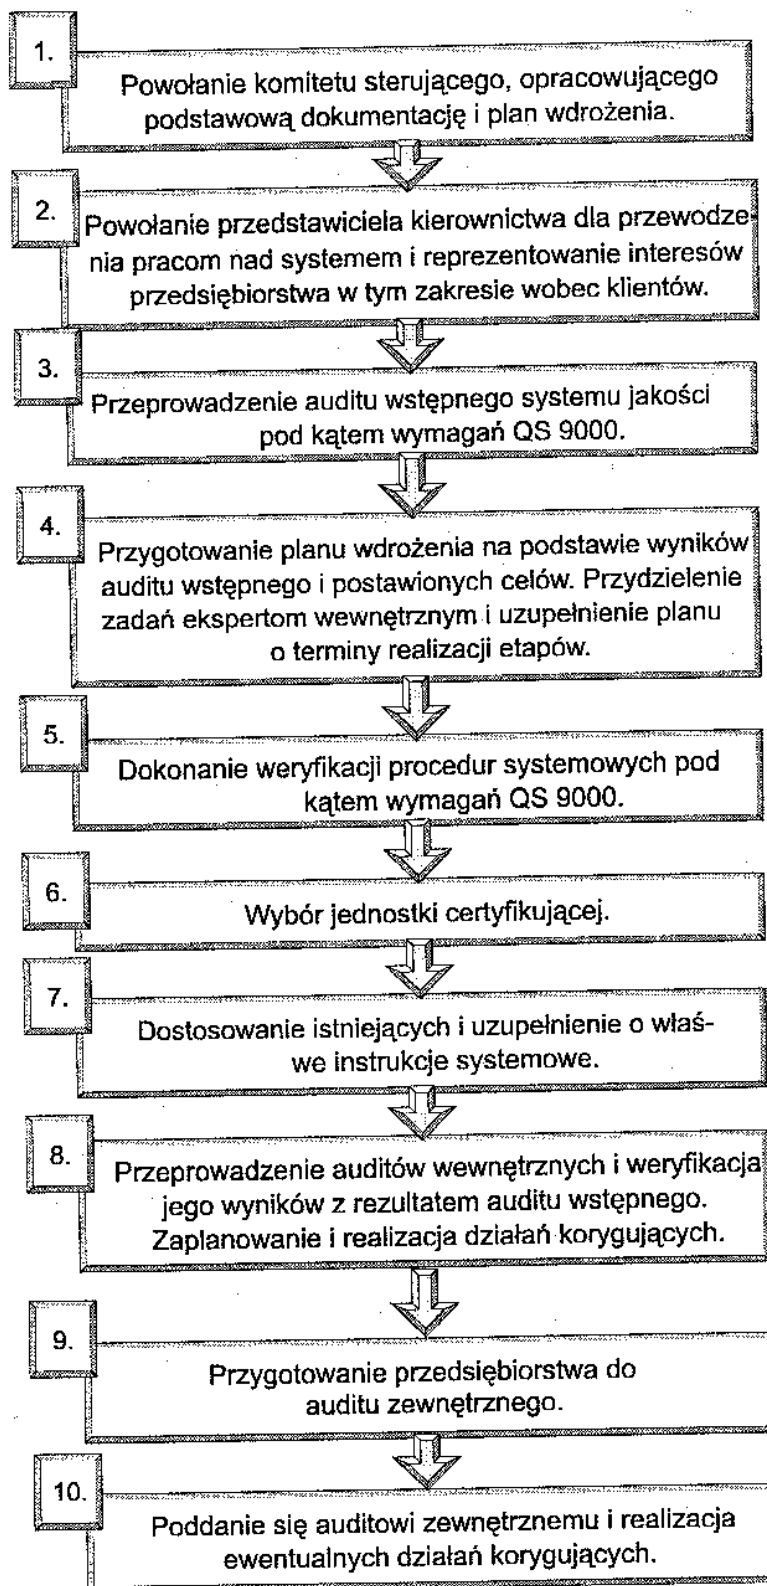 1.
Powołanie komitetu sterującego, opracowującego
podstawową dokumentację i plan wdrożenia.
2.
Powołanie przedstawiciela kierownictwa dla przewodze-
nia pracom nad systemem i reprezentowanie interesów
przedsiębiorstwa w tym zakresie wobec klientów.
3.
Przeprowadzenie auditu wstępnego systemu jakości
pod kątem wymagań QS 9000.
4.
Przygotowanie planu wdrożenia na podstawie wyników
auditu wstępnego i postawionych celów. Przydzielenie
zadań ekspertom wewnętrznym i uzupełnienie planu
o terminy realizacji etapów.
5.
Dokonanie weryfikacji procedur systemowych pod
kątem wymagań QS 9000.
6.
Wybór jednostki certyfikującej.
7.
Dostosowanie istniejących i uzupełnienie o właś-
we instrukcje systemowe.
8.
Przeprowadzenie auditów wewnętrznych i weryfikacja
jego wyników z rezultatem auditu wstępnego.
Zaplanowanie i realizacja działań korygujących.
9.
Przygotowanie przedsiębiorstwa do
auditu zewnętrznego.
10.
Poddanie się auditowi zewnętrznemu i realizacja
ewentualnych działań korygujących.